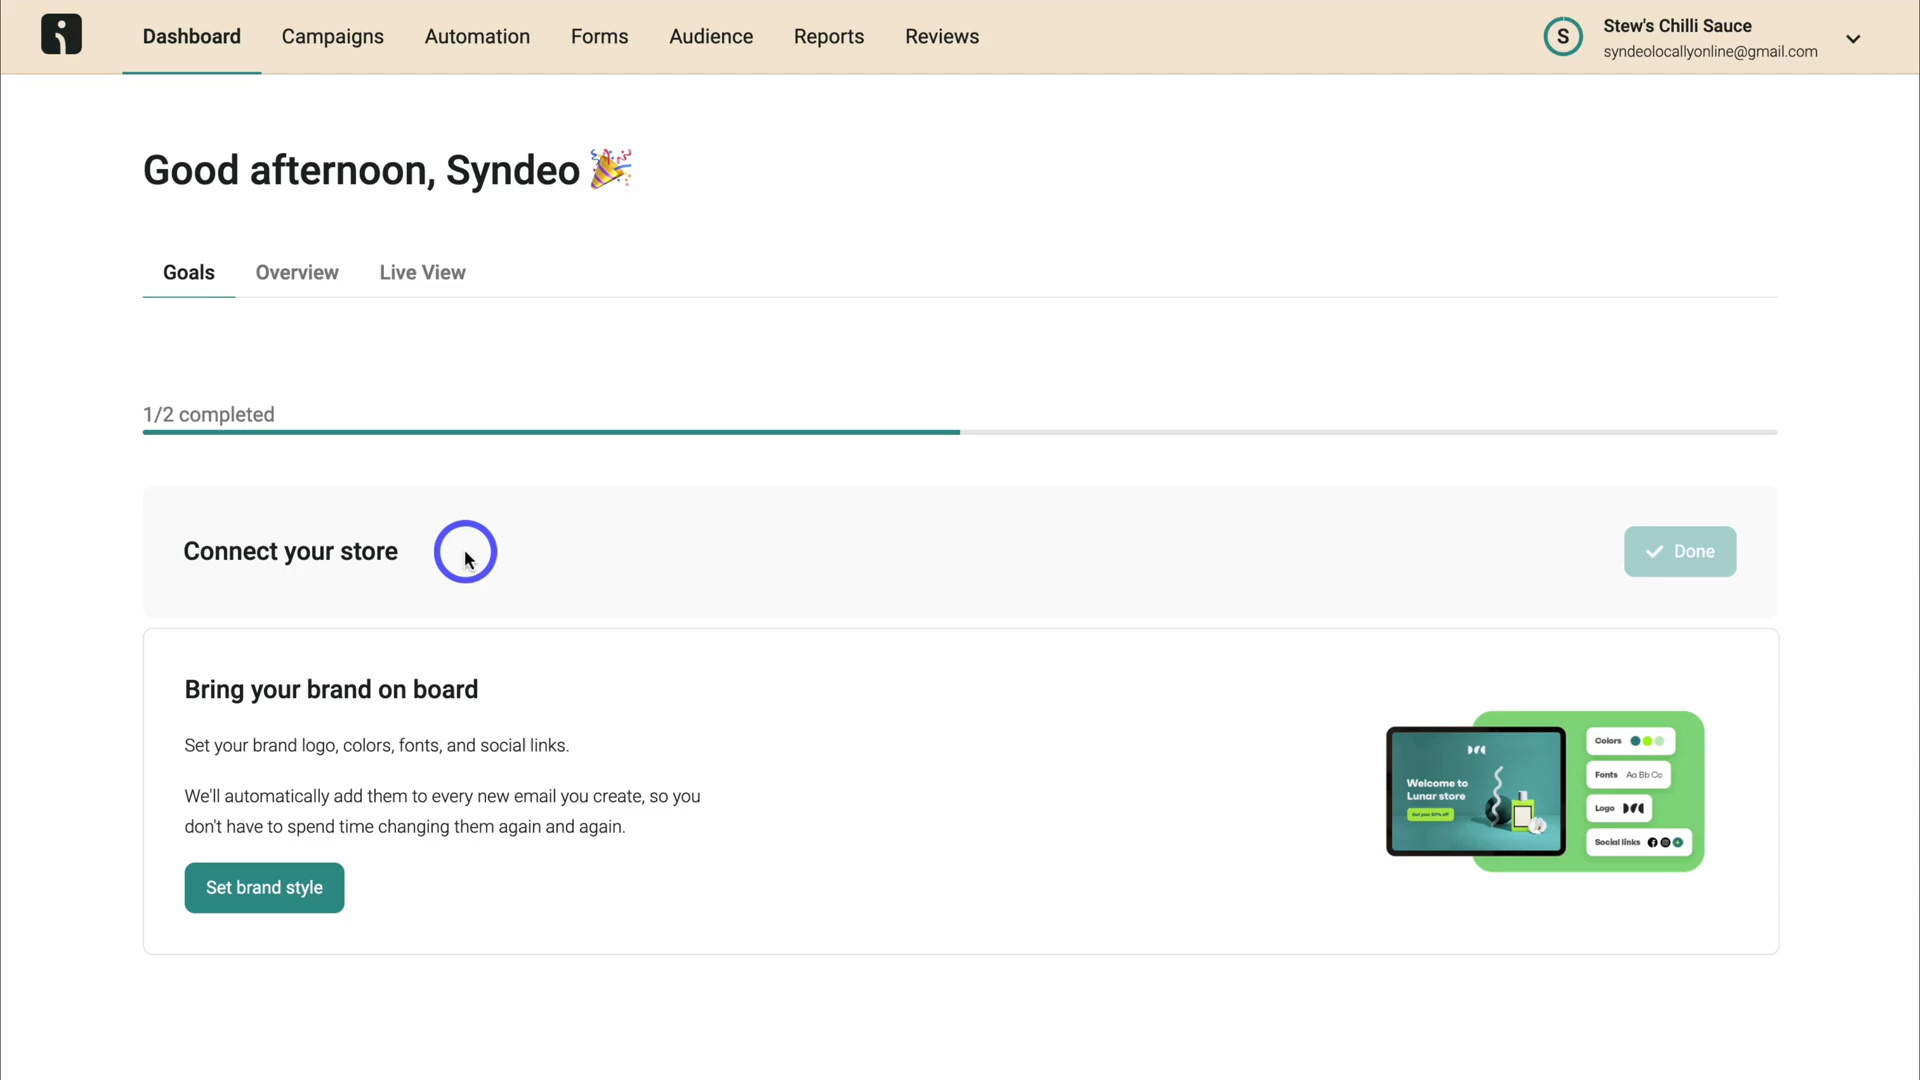 Dashboard
Campaigns
Automation
Forms
Audience
Reports
Reviews
S
Stew's Chilli Sauce
syndeolocallyonline@gmail.com
Good afternoon, Syndeo
Goals
Overview
Live View
1/2 completed
Connect your store
Done
Bring your brand on board
Set your brand logo, colors, fonts, and social links.
We'll automatically add them to every new email you create, so you
don't have to spend time changing them again and again.
Set brand style
Welcome to
Lunar store
Get your 20% off
Colors
Fonts Aa Bb Cc
Logo
Social links